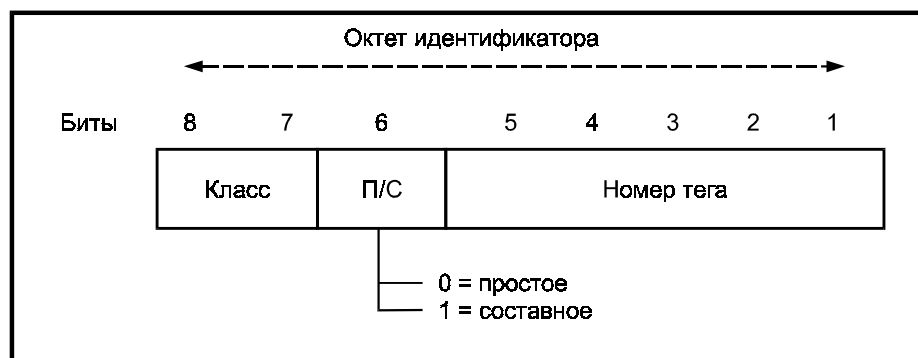 Октет идентификатора
Биты 8 7 6 5 4 3 2 1
Класс П/С Номер тега
0 = простое
1 = составное